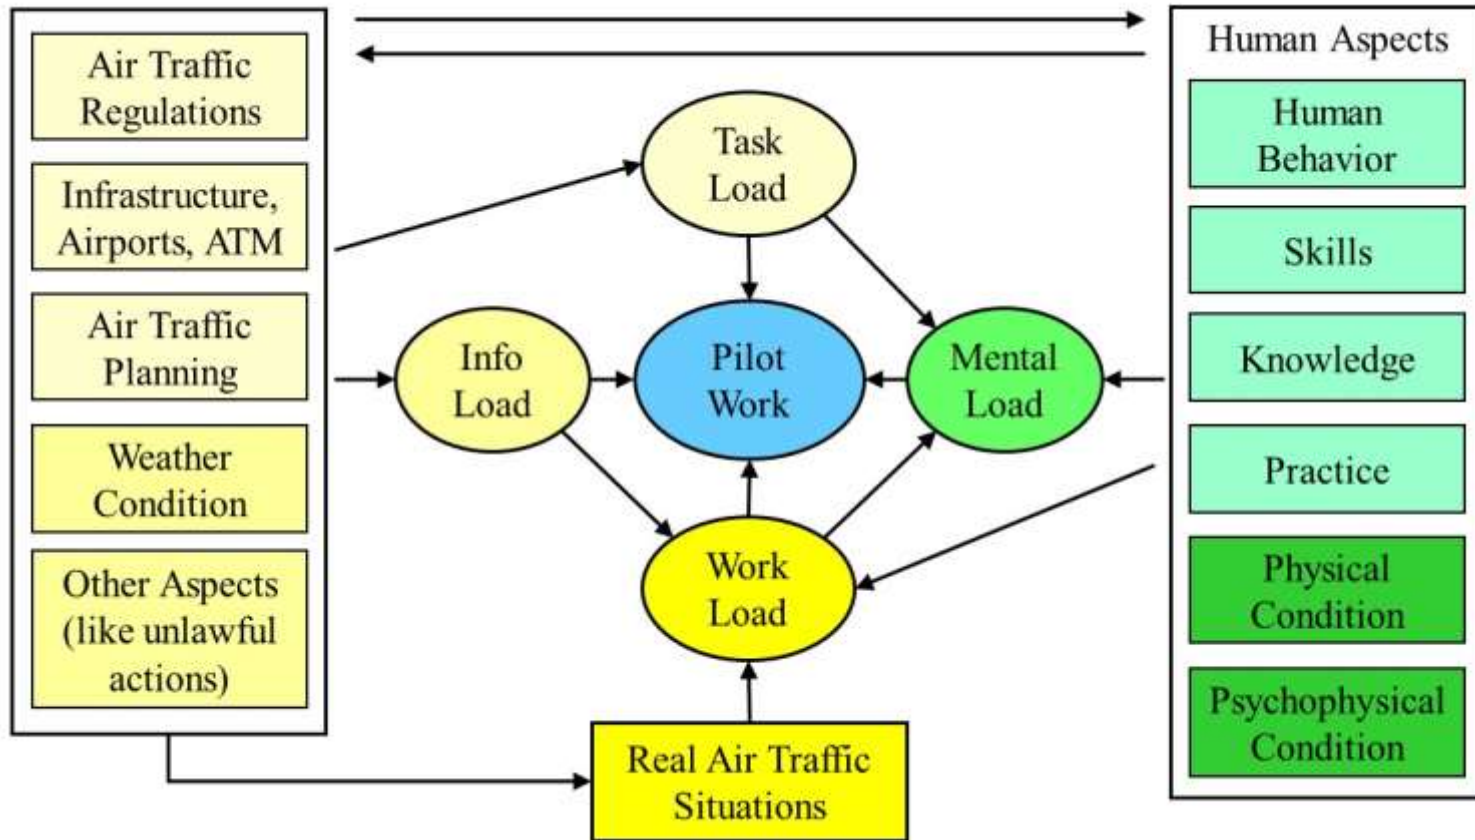 Air Traffic
Regulations
Infrastructure,
Airports, ATM
Air Traffic
Planning
Weather
Condition
Other Aspects
(like unlawful
actions)
Task
Load
Info
Load
Pilot
Work
Mental
Load
Work
Load
Real Air Traffic
Situations
Human Aspects
Human
Behavior
Skills
Knowledge
Practice
Physical
Condition
Psychophysical
Condition